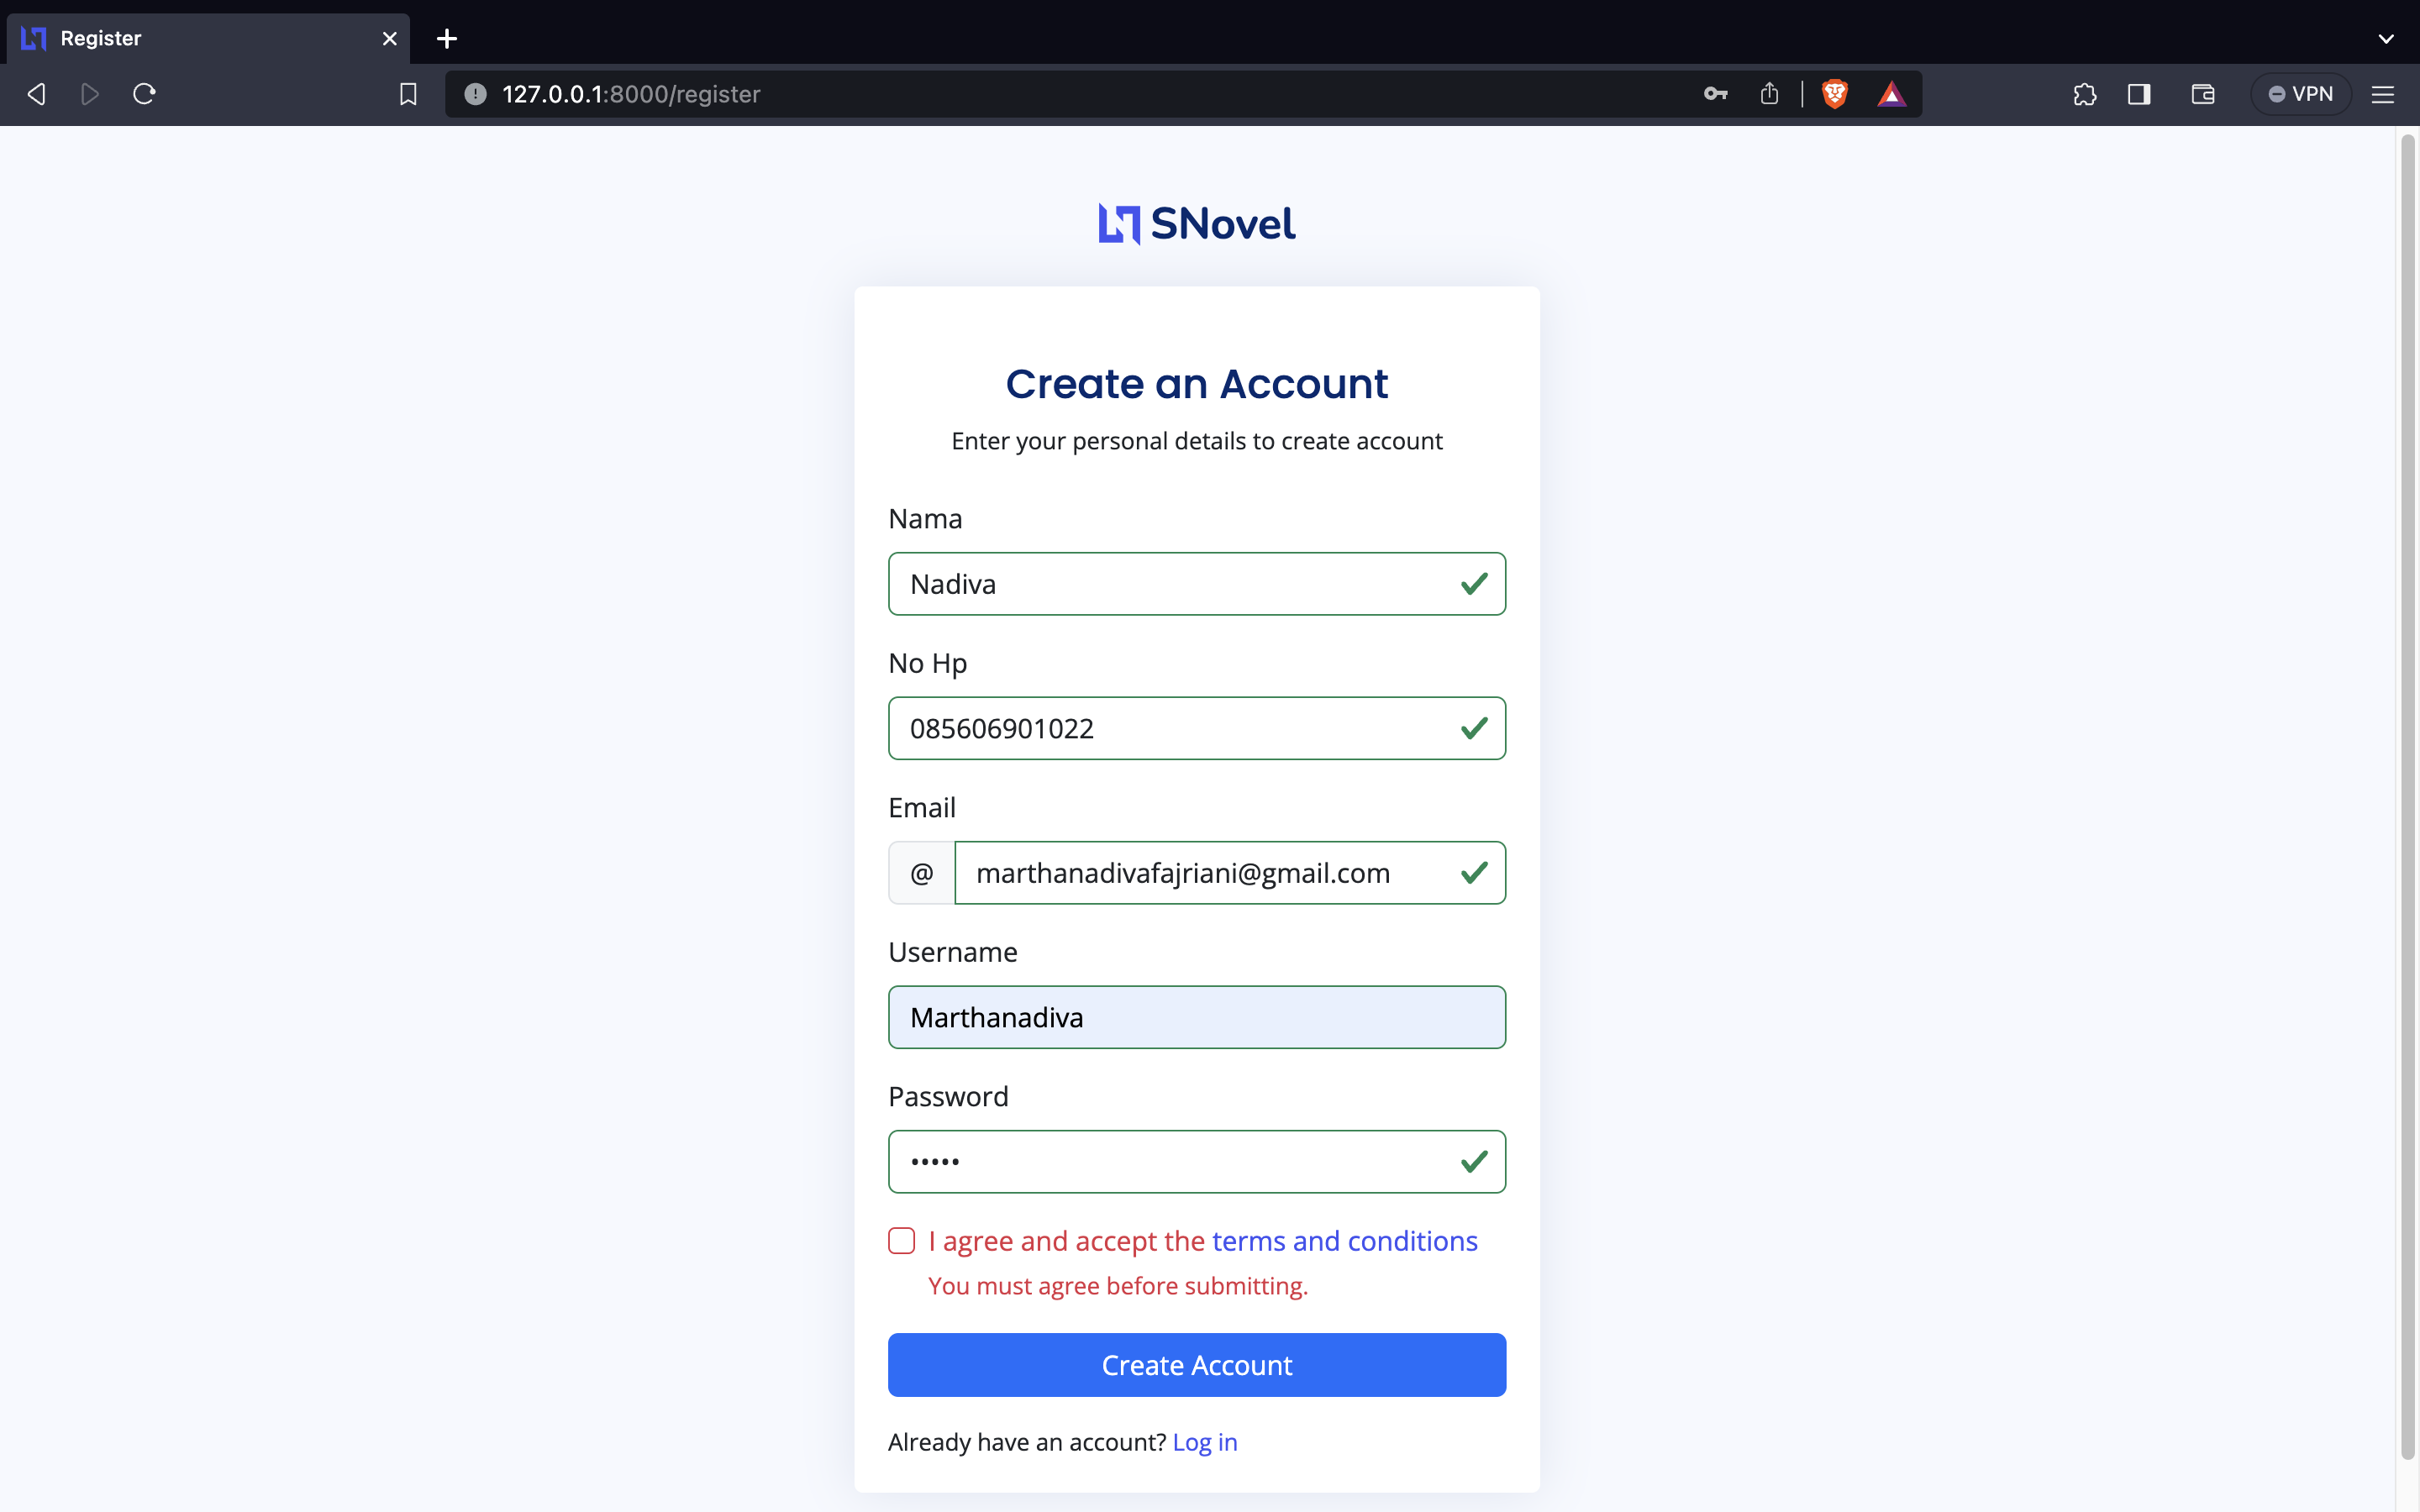 Register
127.0.0.1:8000/register
VPN
SNovel
Create an Account
Enter your personal details to create account
Nama
Nadiva
No Hp
085606901022
Email
@ marthanadivafajriani@gmail.com
Username
Marthanadiva
Password
•••••
I agree and accept the terms and conditions
You must agree before submitting.
Create Account
Already have an account? Log in